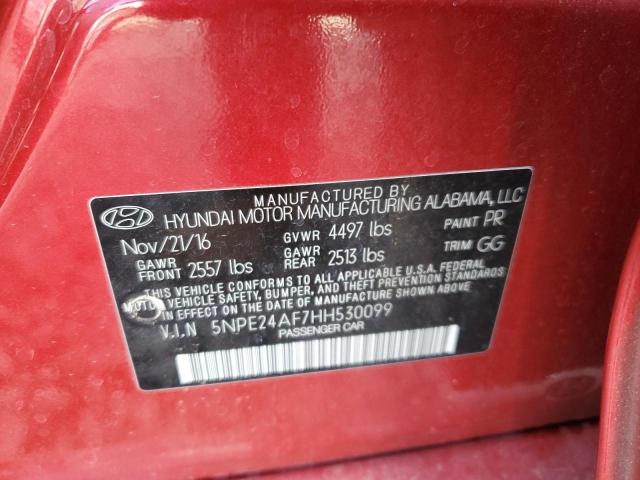 MANUFACTURED BY
HYUNDAI MOTOR MANUFACTURING ALABAMA, LLC
Nov/21/16 GVWR 4497 lbs PAINT PR
GAWR FRONT 2557 lbs GAWR REAR 2513 lbs TRIM GG
THIS VEHICLE CONFORMS TO ALL APPLICABLE U.S.A. FEDERAL
MOTOR VEHICLE SAFETY, BUMPER, AND THEFT PREVENTION STANDARDS
IN EFFECT ON THE DATE OF MANUFACTURE SHOWN ABOVE.
V.I.N 5NPE24AF7HH530099
PASSENGER CAR